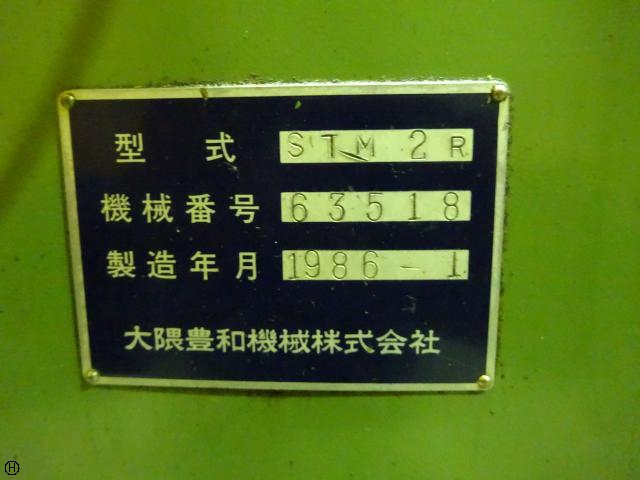 型式 STM 2R
機械番号 63518
製造年月 1986-1
大隈豊和機械株式会社
H